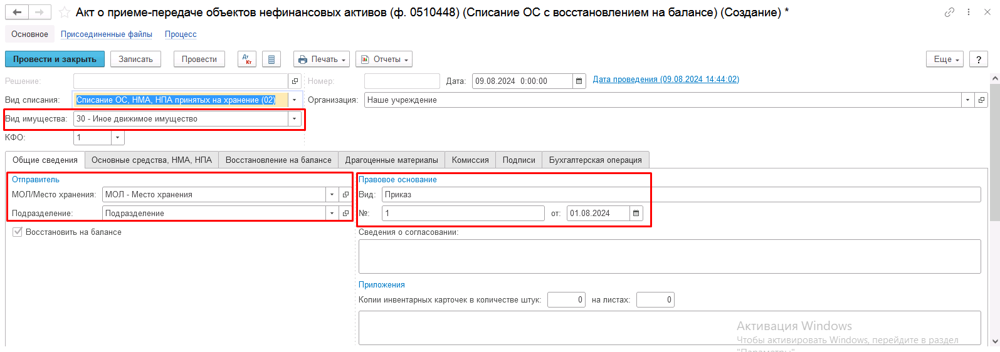 Акт о приеме-передаче объектов нефинансовых активов (ф. 0510448) (Списание ОС с восстановлением на балансе) (Создание) *
Основное Присоединенные файлы Процесс
Провести и закрыть Записать Провести Дт Кт Печать Отчеты Еще ?
Решение: Номер: Дата: 09.08.2024 0:00:00 Дата проведения (09.08.2024 14:44:02)
Вид списания: Списание ОС, НМА, НПА принятых на хранение (02) Организация: Наше учреждение
Вид имущества: 30 - Иное движимое имущество
КФО: 1
Общие сведения Основные средства, НМА, НПА Восстановление на балансе Драгоценные материалы Комиссия Подписи Бухгалтерская операция
Отправитель Правовое основание
МОЛ/Место хранения: МОЛ - Место хранения Вид: Приказ
Подразделение: Подразделение №: 1 от: 01.08.2024
Восстановить на балансе Сведения о согласовании:
Приложения
Копии инвентарных карточек в количестве штук: 0 на листах: 0
Активация Windows
Чтобы активировать Windows, перейдите в раздел
"Параметры".